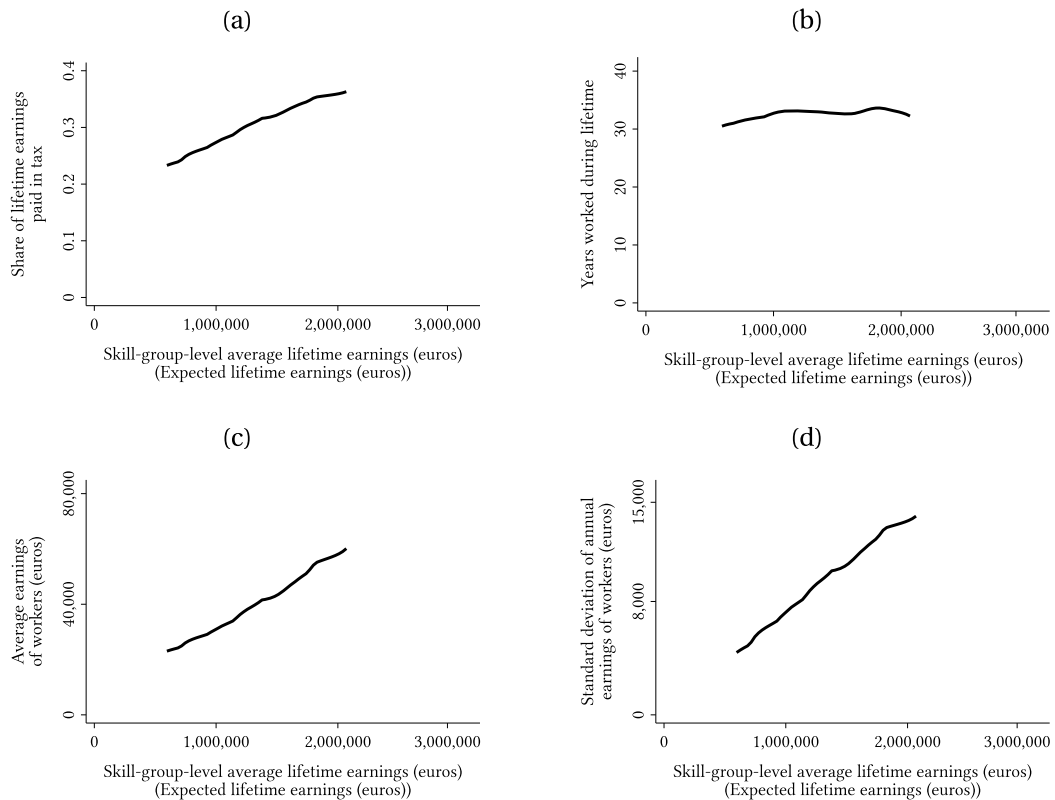 (a)
0.4
0.3
0.2
0.1
0
Share of lifetime earnings
paid in tax
0 1,000,000 2,000,000 3,000,000
Skill-group-level average lifetime earnings (euros)
(Expected lifetime earnings (euros))
(b)
40
30
20
10
0
Years worked during lifetime
0 1,000,000 2,000,000 3,000,000
Skill-group-level average lifetime earnings (euros)
(Expected lifetime earnings (euros))
(c)
80,000
40,000
0
Average earnings
of workers (euros)
0 1,000,000 2,000,000 3,000,000
Skill-group-level average lifetime earnings (euros)
(Expected lifetime earnings (euros))
(d)
15,000
8,000
0
Standard deviation of annual
earnings of workers (euros)
0 1,000,000 2,000,000 3,000,000
Skill-group-level average lifetime earnings (euros)
(Expected lifetime earnings (euros))